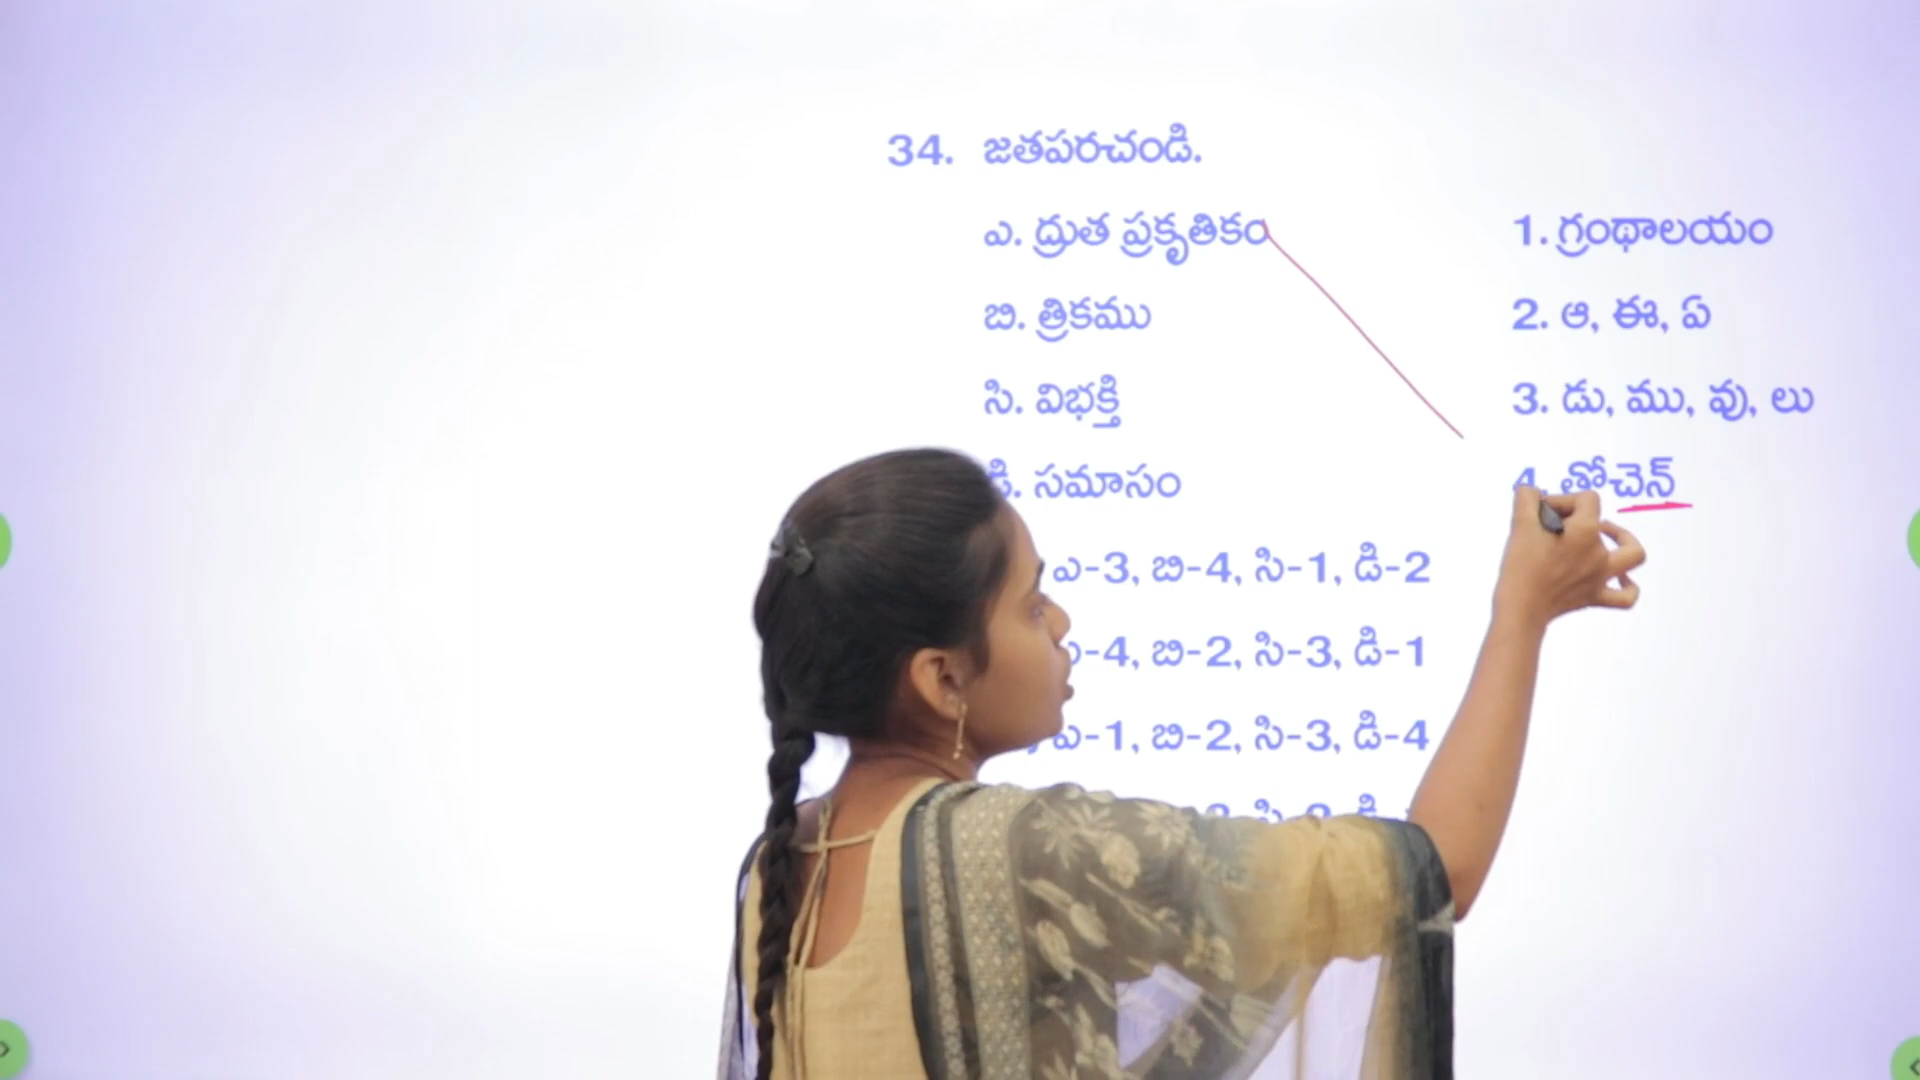 34. జతపరచండి.
ఎ. ద్రుత ప్రకృతికం 1. గ్రంథాలయం
బి. త్రికము 2. ఆ, ఈ, ఏ
సి. విభక్తి 3. డు, ము, వు, లు
డి. సమాసం 4. తోచెన్
ఎ-3, బి-4, సి-1, డి-2
-4, బి-2, సి-3, డి-1
ఎ-1, బి-2, సి-3, డి-4